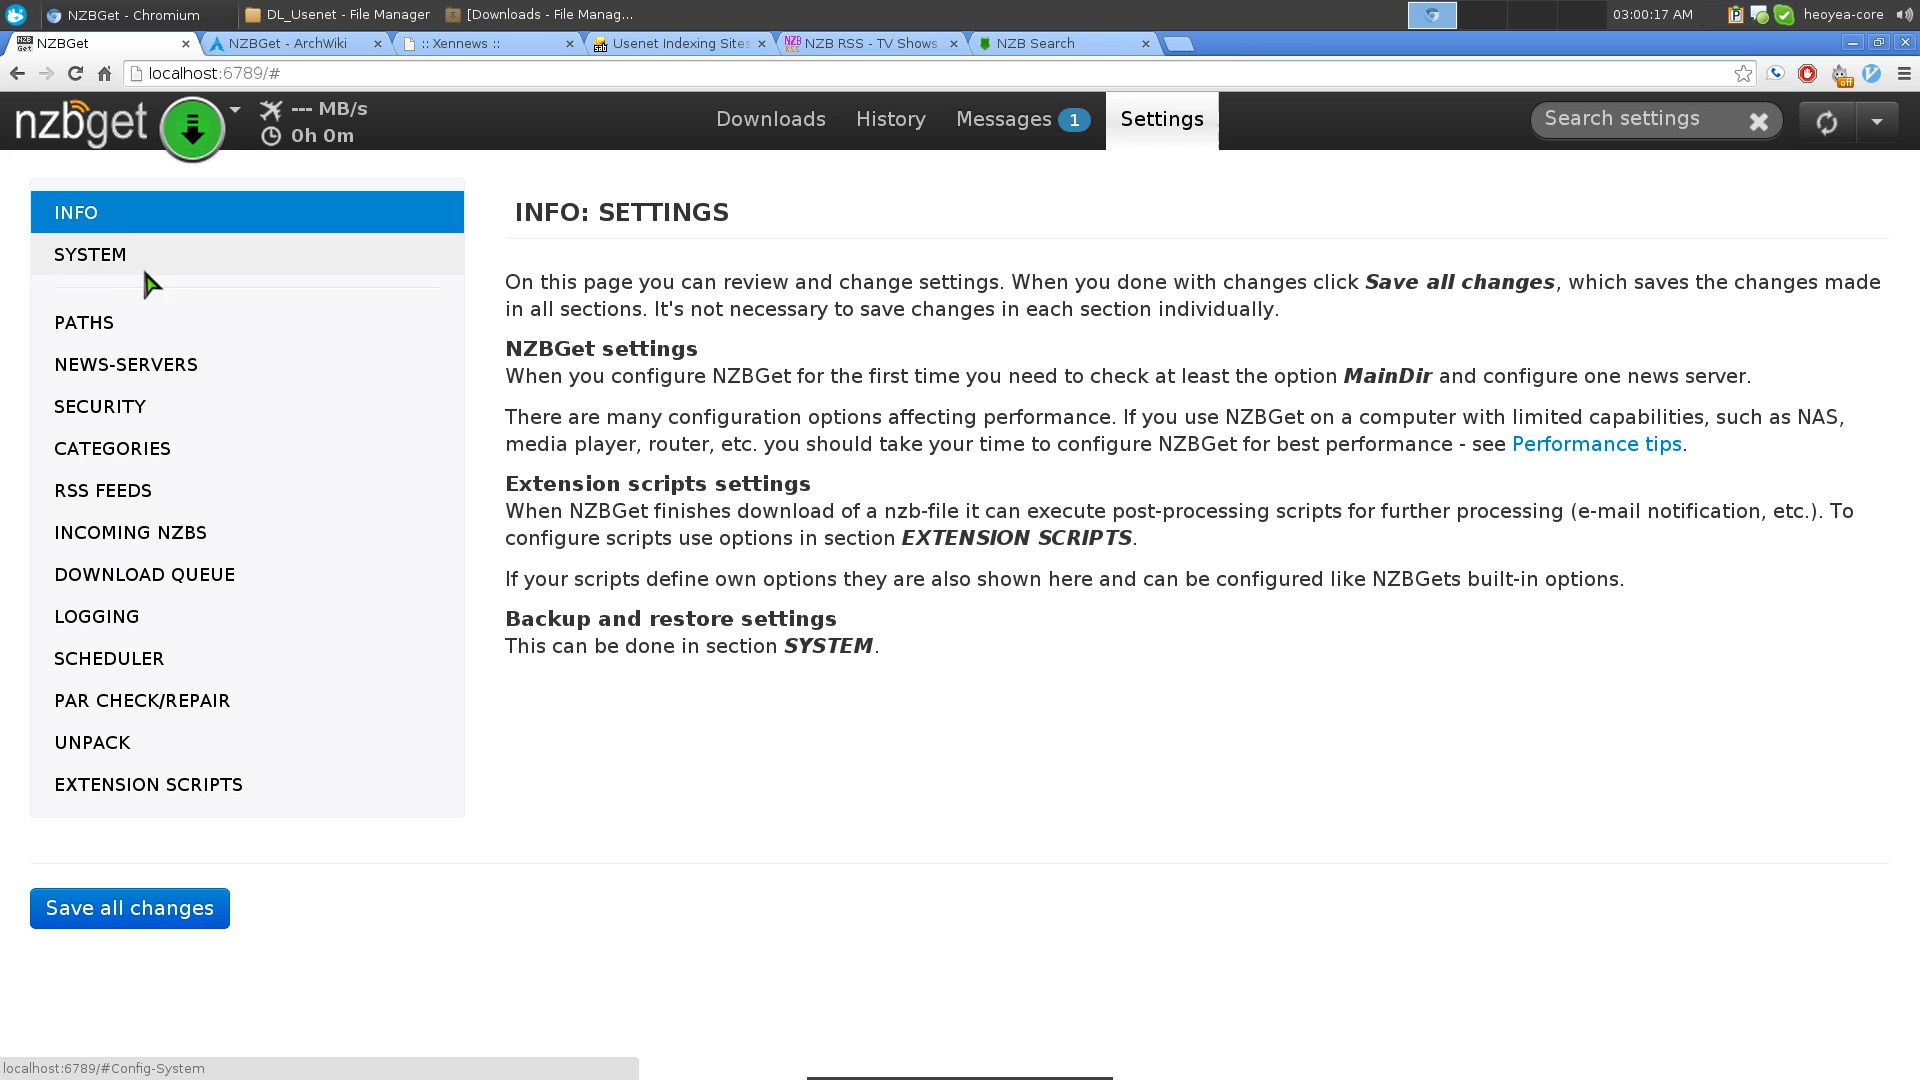 NZBGet - Chromium
DL_Usenet - File Manager
[Downloads - File Manag...
03:00:17 AM
heoyea-core
NZBGet
NZBGet - ArchWiki
:: Xennews ::
Usenet Indexing Sites
NZB RSS - TV Shows
NZB Search
localhost:6789/#
off
nzbget
--- MB/s
0h 0m
Downloads
History
Messages 1
Settings
Search settings
INFO
SYSTEM
PATHS
NEWS-SERVERS
SECURITY
CATEGORIES
RSS FEEDS
INCOMING NZBS
DOWNLOAD QUEUE
LOGGING
SCHEDULER
PAR CHECK/REPAIR
UNPACK
EXTENSION SCRIPTS
INFO: SETTINGS
On this page you can review and change settings. When you done with changes click Save all changes, which saves the changes made
in all sections. It's not necessary to save changes in each section individually.
NZBGet settings
When you configure NZBGet for the first time you need to check at least the option MainDir and configure one news server.
There are many configuration options affecting performance. If you use NZBGet on a computer with limited capabilities, such as NAS,
media player, router, etc. you should take your time to configure NZBGet for best performance - see Performance tips.
Extension scripts settings
When NZBGet finishes download of a nzb-file it can execute post-processing scripts for further processing (e-mail notification, etc.). To
configure scripts use options in section EXTENSION SCRIPTS.
If your scripts define own options they are also shown here and can be configured like NZBGets built-in options.
Backup and restore settings
This can be done in section SYSTEM.
Save all changes
localhost:6789/#Config-System